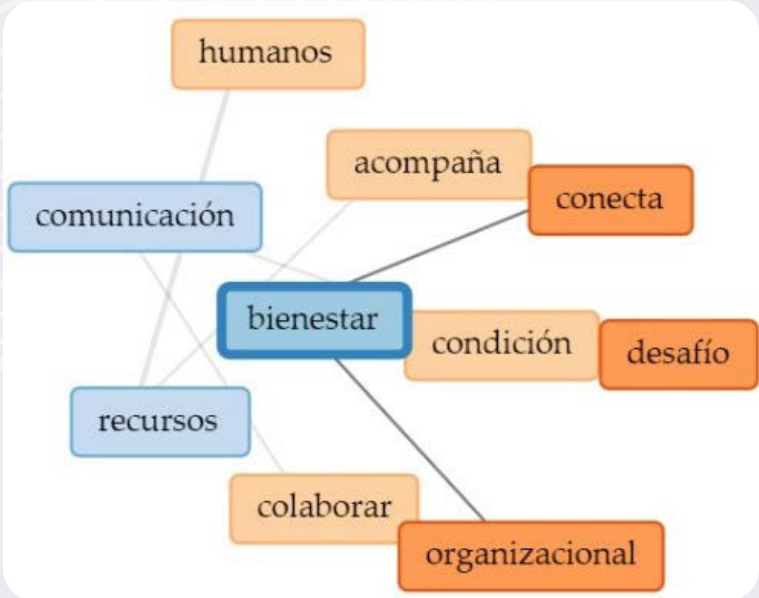 humanos
acompaña
conecta
comunicación
bienestar
condición
desafío
recursos
colaborar
organizacional